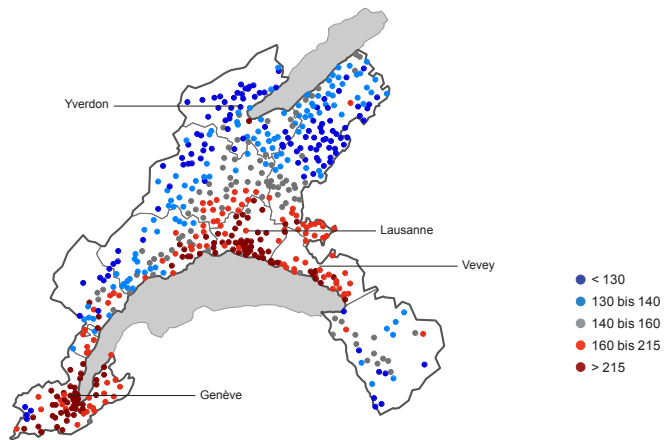 Yverdon
Lausanne
Vevey
Genève
< 130
130 bis 140
140 bis 160
160 bis 215
> 215